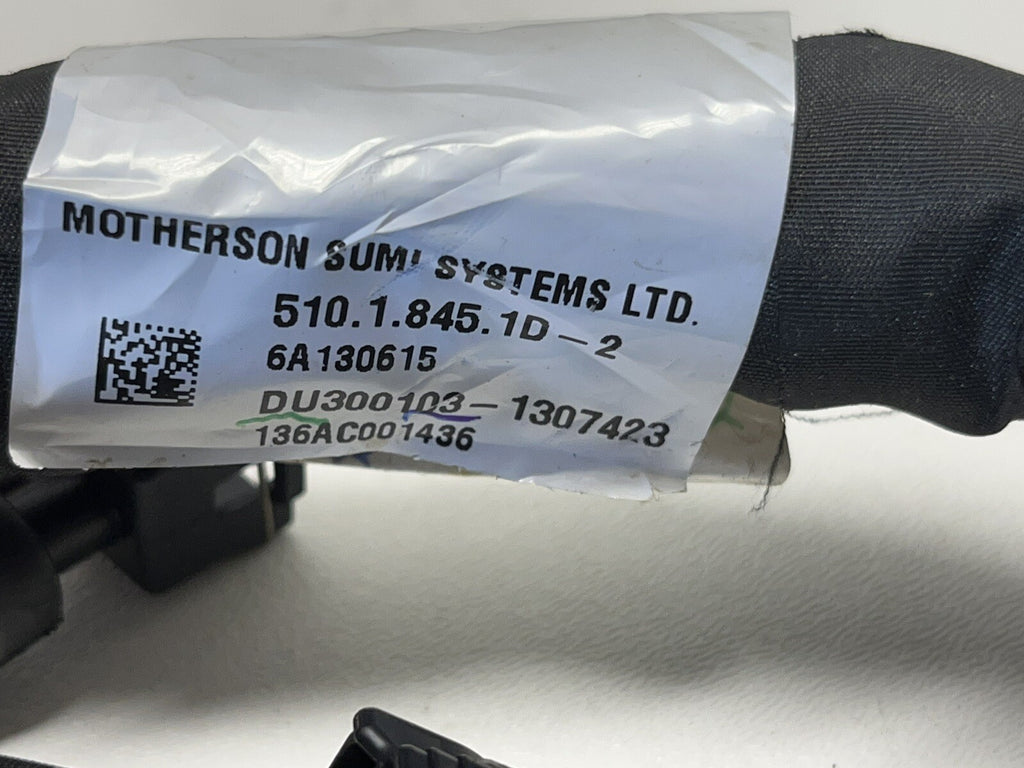 MOTHERSON SUMI SYSTEMS LTD.
510.1.845.1D-2
6A130615
DU300103-1307423
136AC001436